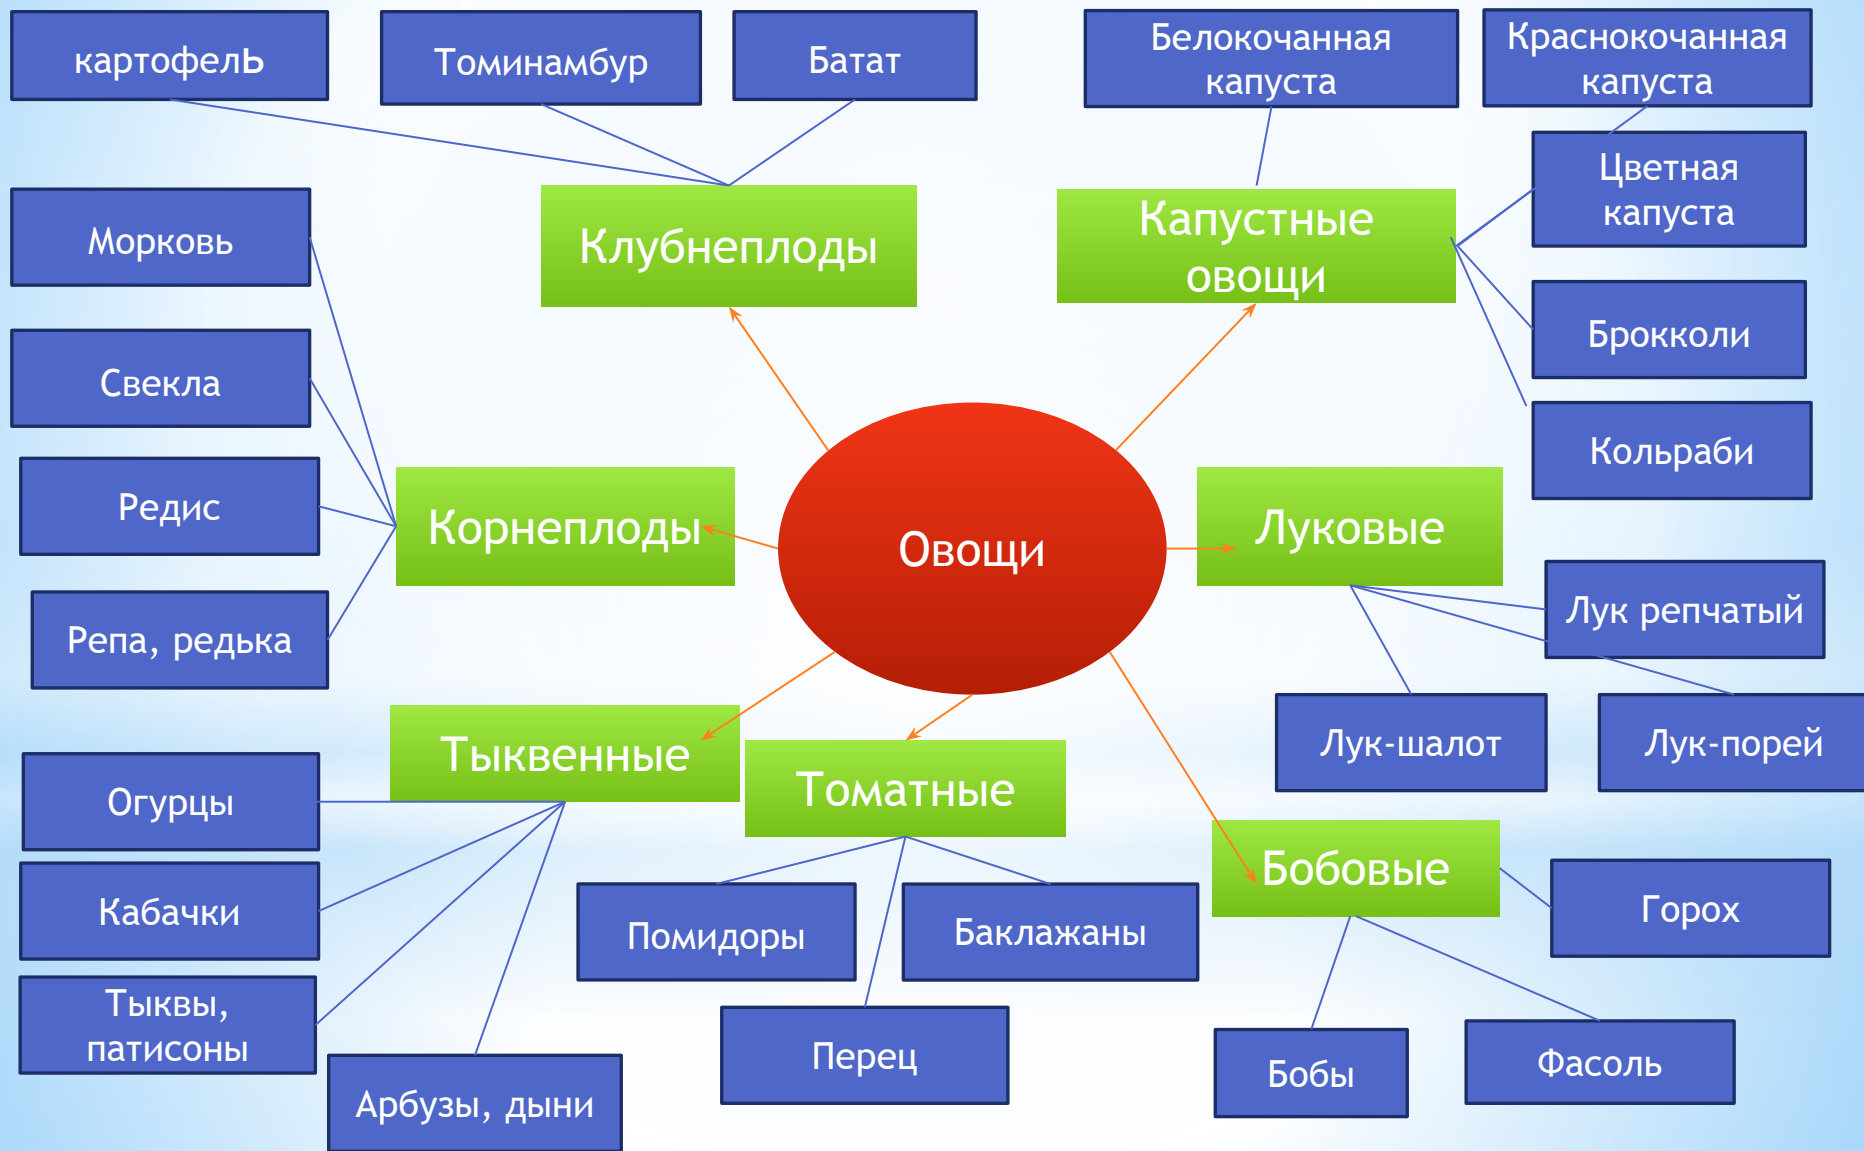 картофель
Томинамбур
Батат
Белокочанная
капуста
Краснокочанная
капуста
Цветная
капуста
Морковь
Клубнеплоды
Капустные
овощи
Брокколи
Свекла
Кольраби
Редис
Корнеплоды
Овощи
Луковые
Лук репчатый
Репа, редька
Лук-шалот
Лук-порей
Тыквенные
Томатные
Огурцы
Бобовые
Горох
Кабачки
Помидоры
Баклажаны
Тыквы,
патисоны
Перец
Бобы
Фасоль
Арбузы, дыни